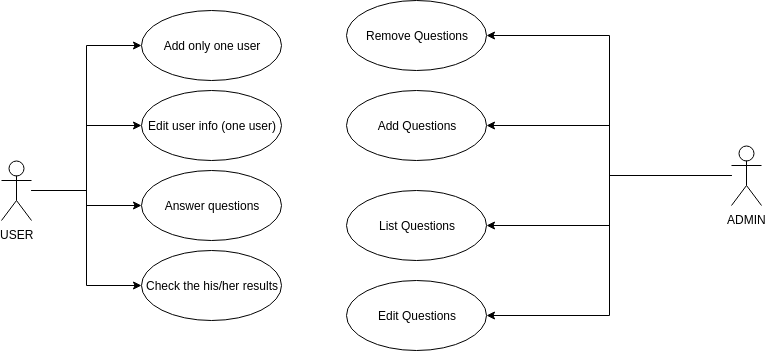 Add only one user
Edit user info (one user)
Answer questions
Check the his/her results
USER
Remove Questions
Add Questions
List Questions
Edit Questions
ADMIN